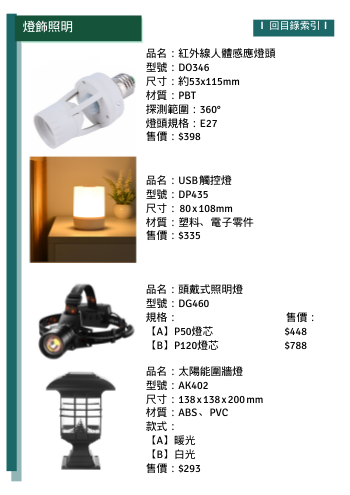 燈飾照明
回目錄索引
品名：紅外線人體感應燈頭
型號：DO346
尺寸：約53x115mm
材質：PBT
探測範圍：360°
燈頭規格：E27
售價：$398
品名：USB觸控燈
型號：DP435
尺寸：80x108mm
材質：塑料、電子零件
售價：$335
品名：頭戴式照明燈
型號：DG460
規格： 售價：
【A】P50燈芯 $448
【B】P120燈芯 $788
品名：太陽能圍牆燈
型號：AK402
尺寸：138x138x200mm
材質：ABS、PVC
款式：
【A】暖光
【B】白光
售價：$293